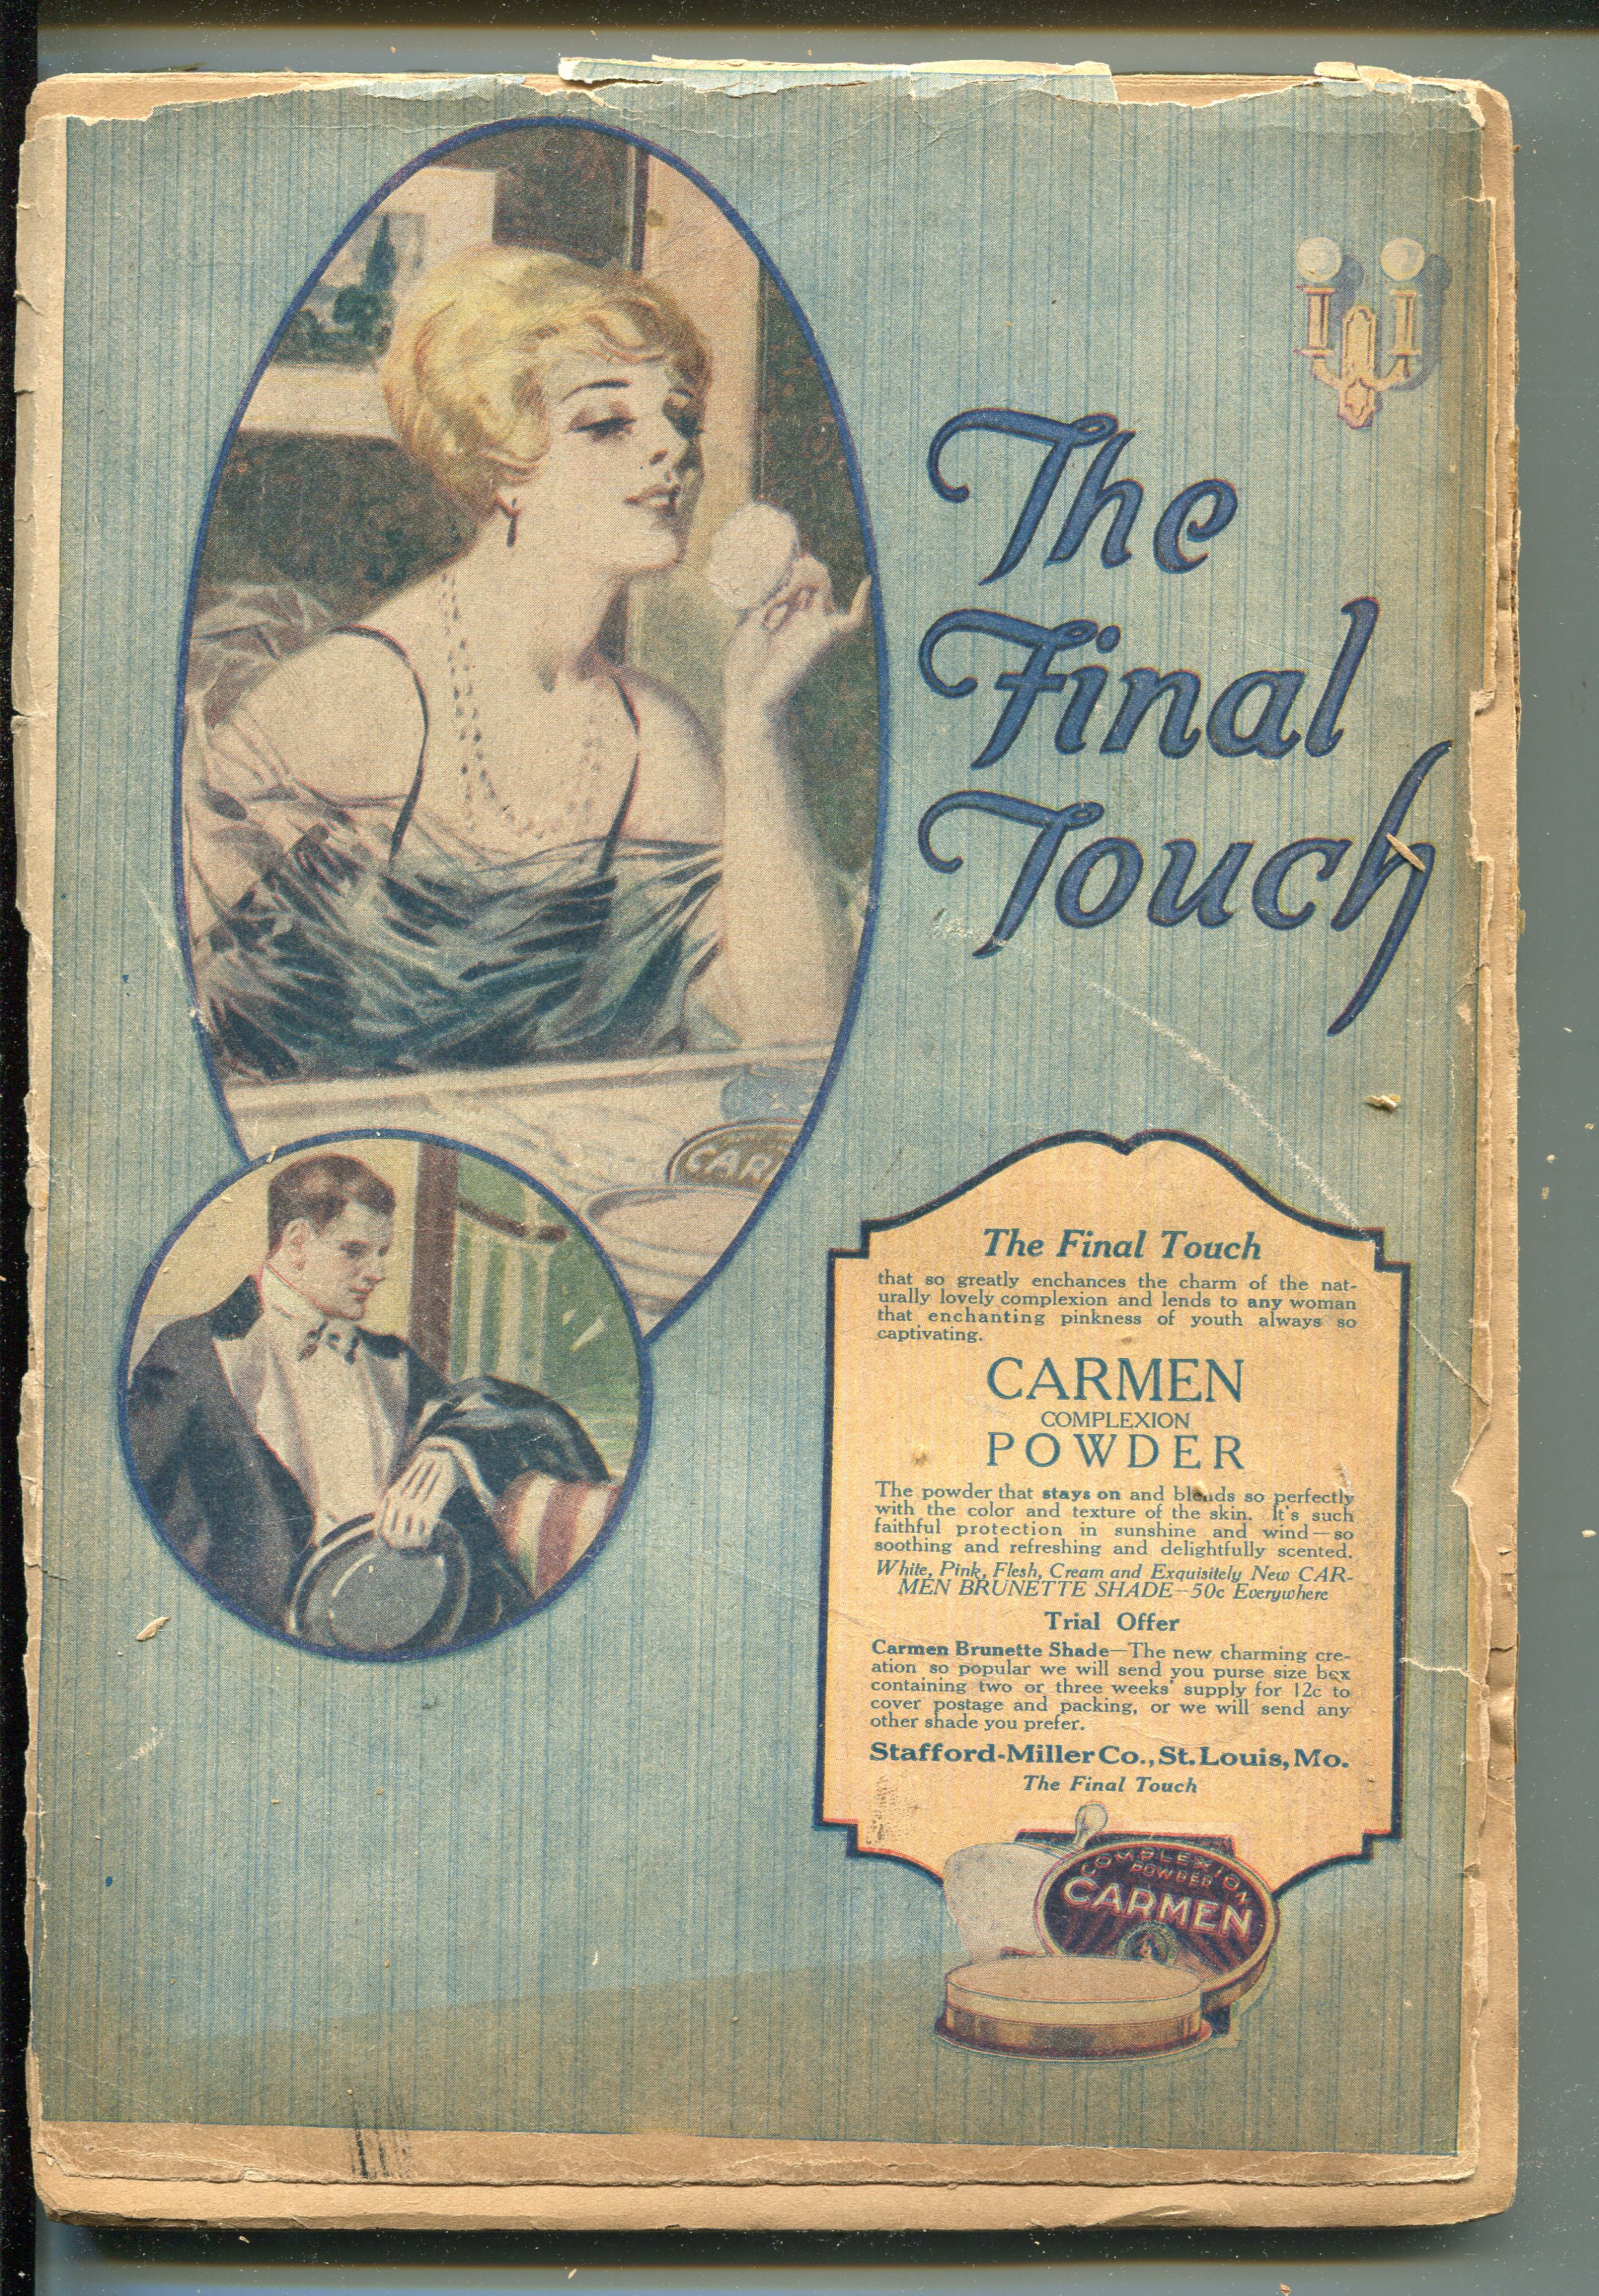 The
Final
Touch
CAR
The Final Touch
that so greatly enchances the charm of the nat-
urally lovely complexion and lends to any woman
that enchanting pinkness of youth always so
captivating.
CARMEN
COMPLEXION
POWDER
The powder that stays on and blends so perfectly
with the color and texture of the skin. It's such
faithful protection in sunshine and wind—so
soothing and refreshing and delightfully scented.
White, Pink, Flesh, Cream and Exquisitely New CAR-
MEN BRUNETTE SHADE—50c Everywhere
Trial Offer
Carmen Brunette Shade—The new charming cre-
ation so popular we will send you purse size box
containing two or three weeks' supply for 12c to
cover postage and packing, or we will send any
other shade you prefer.
Stafford-Miller Co., St. Louis, Mo.
The Final Touch
COMPLEXION
POWDER
CARMEN